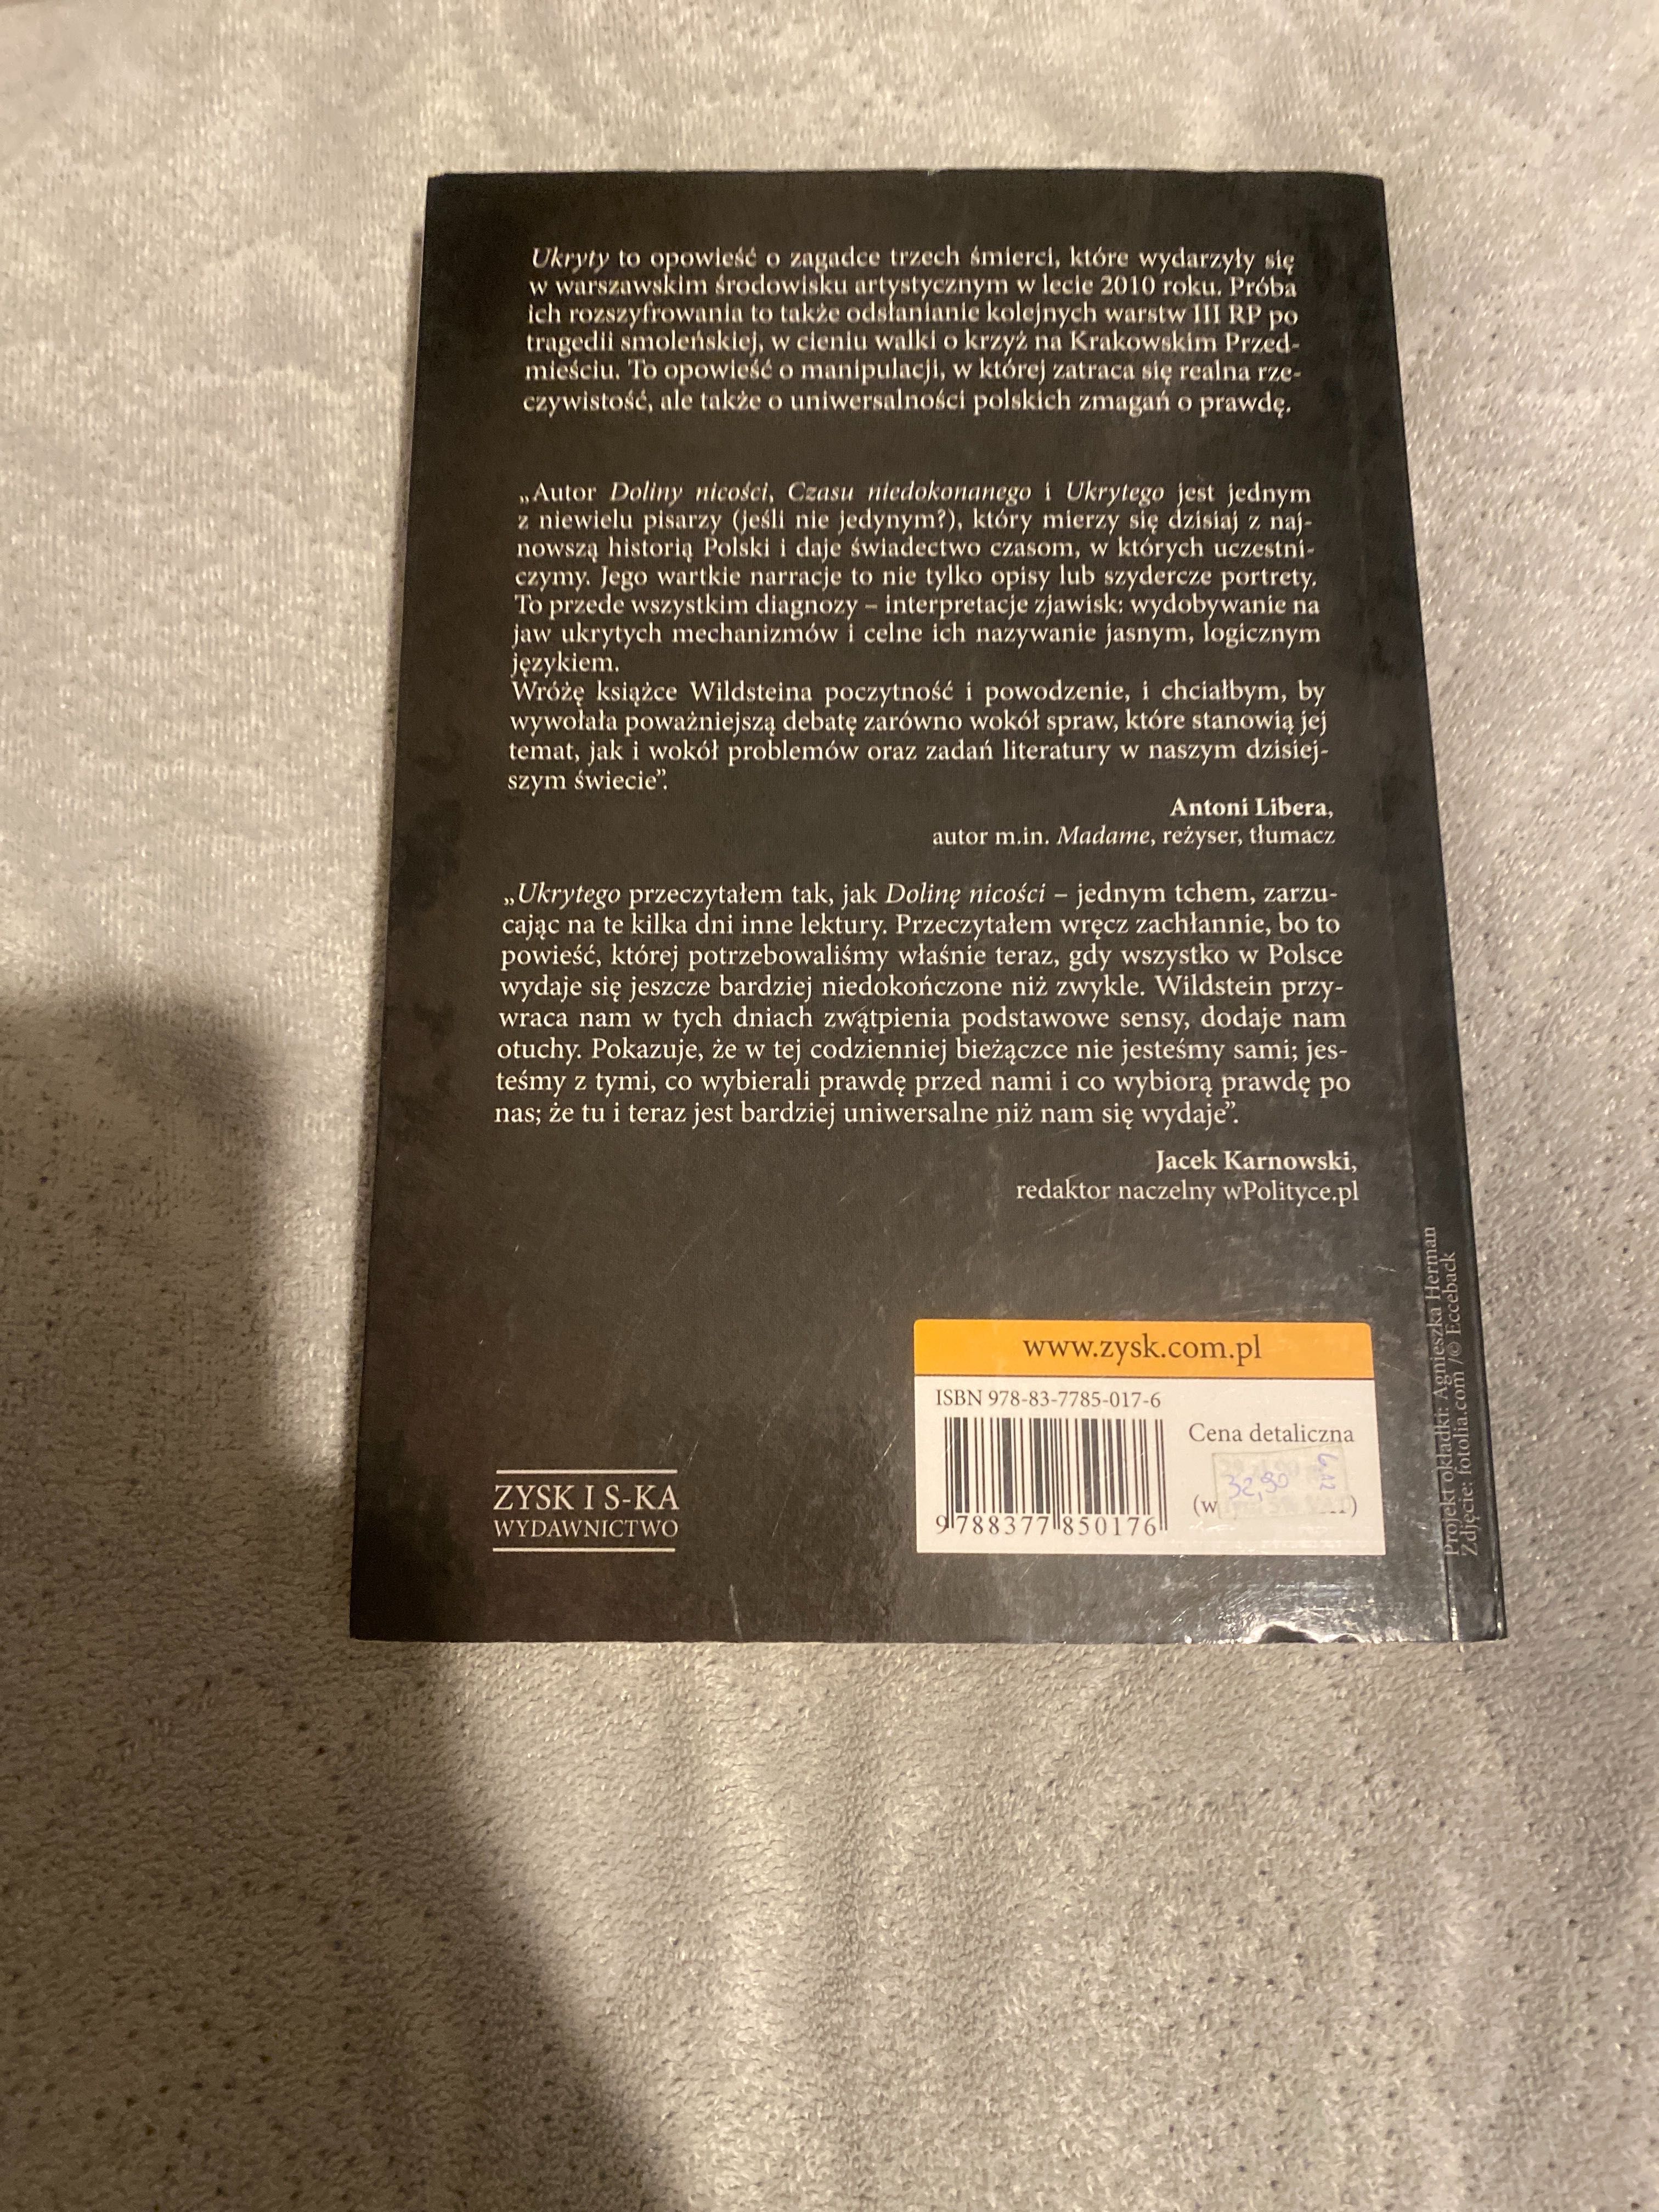 Ukryty to opowieść o zagadce trzech śmierci, które wydarzyły się
w warszawskim środowisku artystycznym w lecie 2010 roku. Próba
ich rozszyfrowania to także odsłanianie kolejnych warstw III RP po
tragedii smoleńskiej, w cieniu walki o krzyż na Krakowskim Przed-
mieściu. To opowieść o manipulacji, w której zatraca się realna rze-
czywistość, ale także o uniwersalności polskich zmagań o prawdę.
„Autor Doliny nicości, Czasu niedokonanego i Ukrytego jest jednym
z niewielu pisarzy (jeśli nie jedynym?), który mierzy się dzisiaj z naj-
nowszą historią Polski i daje świadectwo czasom, w których uczestni-
czymy. Jego wartkie narracje to nie tylko opisy lub szydercze portrety.
To przede wszystkim diagnozy – interpretacje zjawisk: wydobywanie na
jaw ukrytych mechanizmów i celne ich nazywanie jasnym, logicznym
językiem.
Wróżę książce Wildsteina poczytność i powodzenie, i chciałbym, by
wywołała poważniejszą debatę zarówno wokół spraw, które stanowią jej
temat, jak i wokół problemów oraz zadań literatury w naszym dzisiej-
szym świecie”.
Antoni Libera,
autor m.in. Madame, reżyser, tłumacz
„Ukrytego przeczytałem tak, jak Dolinę nicości – jednym tchem, zarzu-
cając na te kilka dni inne lektury. Przeczytałem wręcz zachłannie, bo to
powieść, której potrzebowaliśmy właśnie teraz, gdy wszystko w Polsce
wydaje się jeszcze bardziej niedokończone niż zwykle. Wildstein przy-
wraca nam w tych dniach zwątpienia podstawowe sensy, dodaje nam
otuchy. Pokazuje, że w tej codzienniej bieżączce nie jesteśmy sami; jes-
teśmy z tymi, co wybierali prawdę przed nami i co wybiorą prawdę po
nas; że tu i teraz jest bardziej uniwersalne niż nam się wydaje”.
Jacek Karnowski,
redaktor naczelny wPolityce.pl
www.zysk.com.pl
ISBN 978-83-7785-017-6
Cena detaliczna
32,90
(w
9788377850176
ZYSK I S-KA
WYDAWNICTWO
Projekt okładki: Agnieszka Herman
Zdjęcie: fotolia.com /© Ecceback